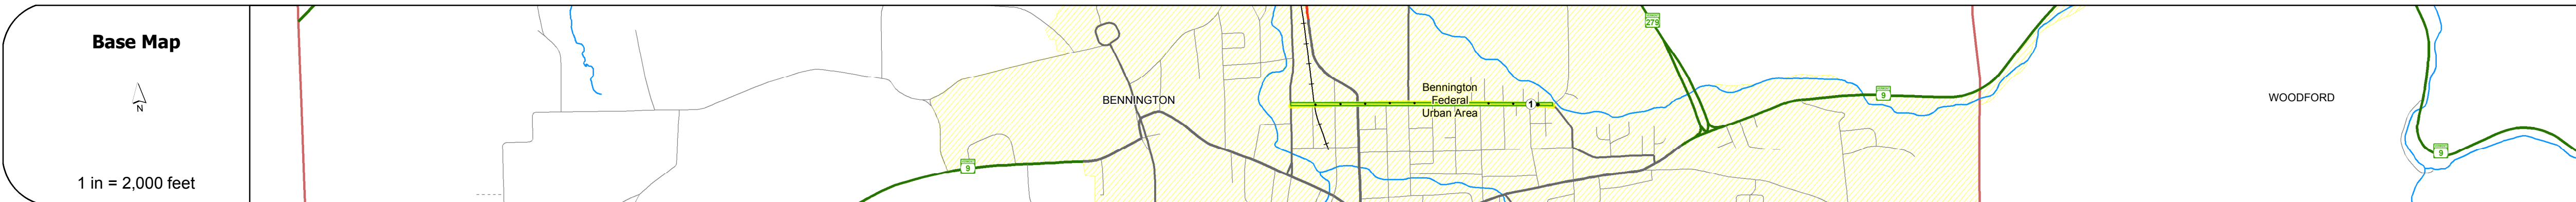 Base Map
N
1 in = 2,000 feet
BENNINGTON
9
Bennington
Federal
Urban Area
1
279
9
WOODFORD
9